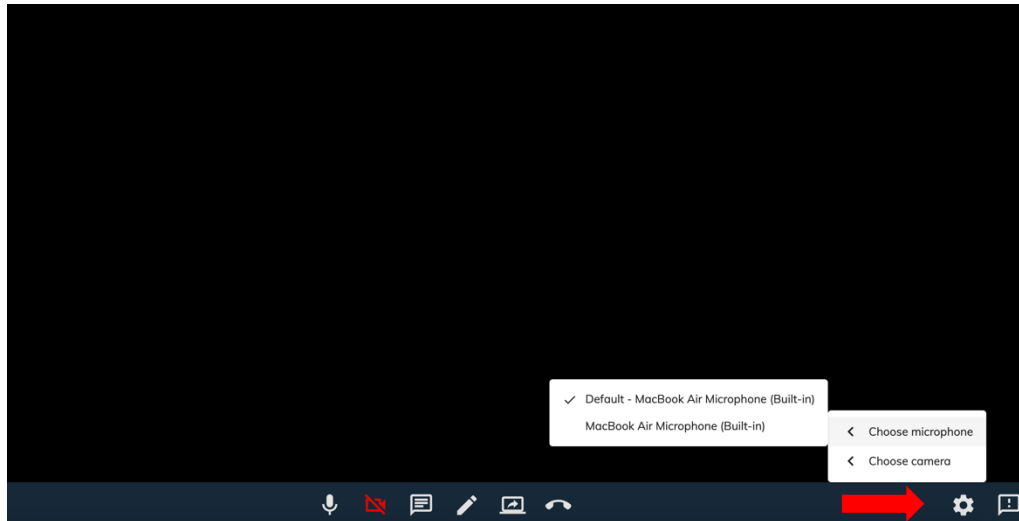 Default - MacBook Air Microphone (Built-in)
MacBook Air Microphone (Built-in)
Choose microphone
Choose camera